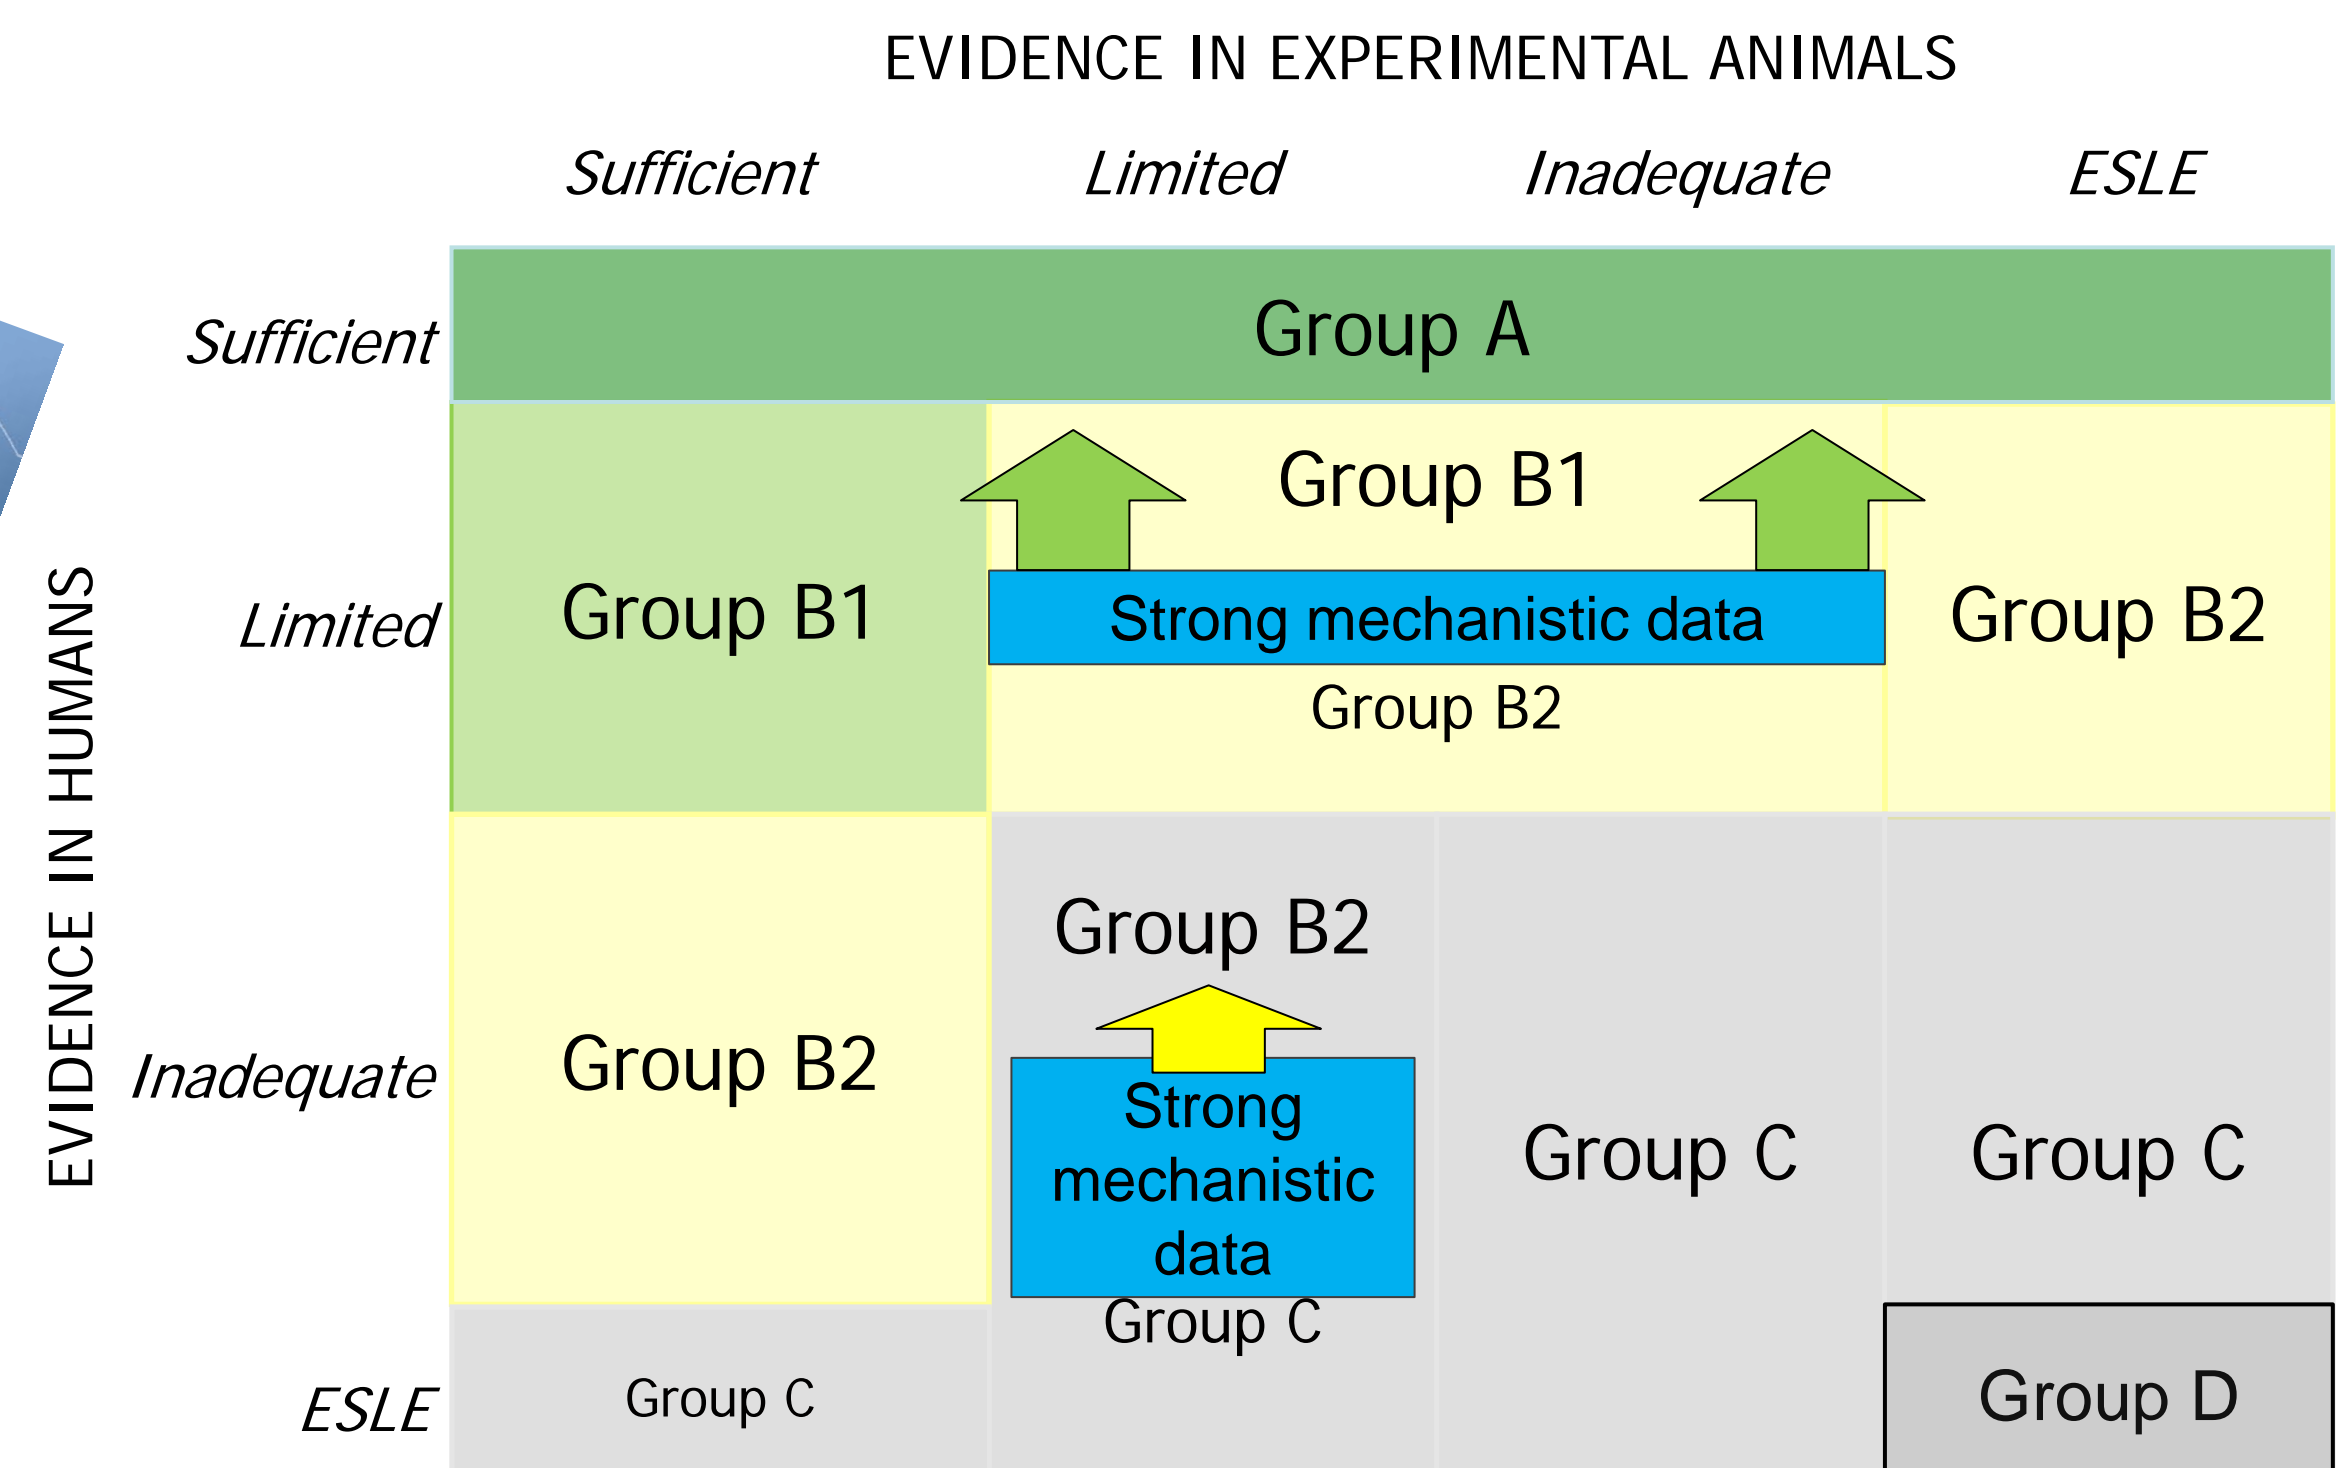 EVIDENCE IN EXPERIMENTAL ANIMALS
Sufficient Limited Inadequate ESLE
EVIDENCE IN HUMANS
Sufficient
Group A
Limited
Group B1
Group B1
Strong mechanistic data
Group B2
Group B2
Inadequate
Group B2
Group B2
Strong
mechanistic
data
Group C
Group C
Group C
ESLE
Group C
Group D